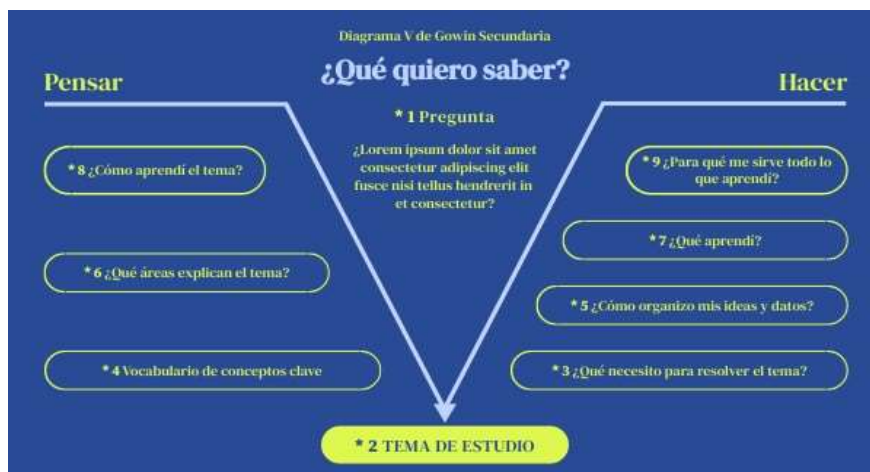 Diagrama V de Gowin Secundaria
¿Qué quiero saber?
Pensar
Hacer
* 1 Pregunta
¿Lorem ipsum dolor sit amet
consectetur adipiscing elit
fusce nisi tellus hendrerit in
et consectetur?
* 8 ¿Cómo aprendí el tema?
* 9 ¿Para qué me sirve todo lo
que aprendí?
* 7 ¿Qué aprendí?
* 6 ¿Qué áreas explican el tema?
* 5 ¿Cómo organizo mis ideas y datos?
* 4 Vocabulario de conceptos clave
* 3 ¿Qué necesito para resolver el tema?
* 2 TEMA DE ESTUDIO